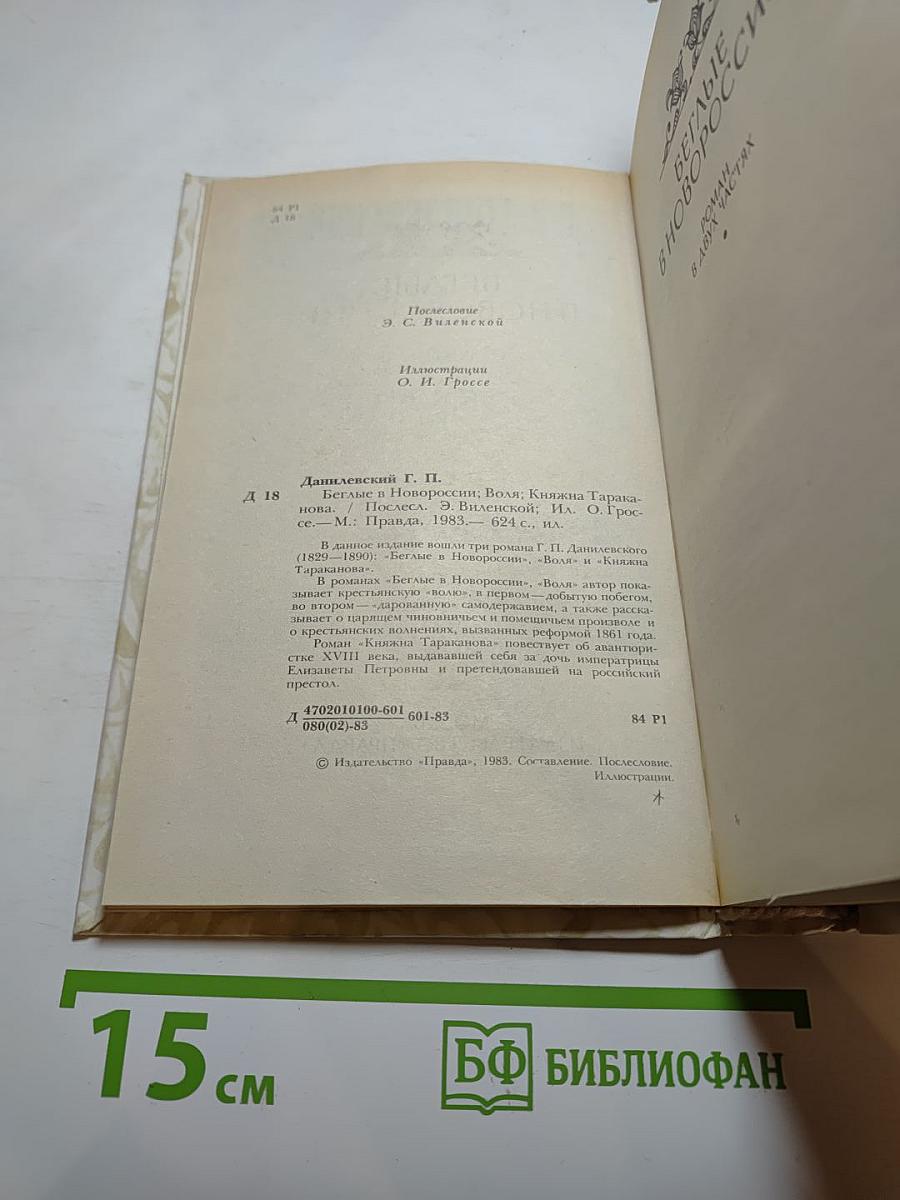 84 Р1
Д 18
Послесловие
Э. С. Виленской
Иллюстрации
О. И. Гроссе
Данилевский Г. П.
Д 18 Беглые в Новороссии; Воля; Княжна Тарака-
нова. / Послесл. Э. Виленской; Ил. О. Грос-
се.— М.: Правда, 1983.— 624 с., ил.
В данное издание вошли три романа Г. П. Данилевского
(1829—1890): «Беглые в Новороссии», «Воля» и «Княжна
Тараканова».
В романах «Беглые в Новороссии», «Воля» автор пока-
зывает крестьянскую «волю», в первом—добытую побегом,
во втором—«дарованную» самодержавием, а также расска-
зывает о царящем чиновничьем и помещичьем произволе и
о крестьянских волнениях, вызванных реформой 1861 года.
Роман «Княжна Тараканова» повествует об авантюри-
стке XVIII века, выдававшей себя за дочь императрицы
Елизаветы Петровны и претендовавшей на российский
престол.
Д 4702010100-601 601-83 84 Р1
080(02)-83
© Издательство «Правда», 1983. Составление. Послесловие.
Иллюстрации.
БЕГЛЫЕ
В НОВОРОССИИ
РОМАН
В ДВУХ ЧАСТЯХ
15 см
БФ БИБЛИОФАН